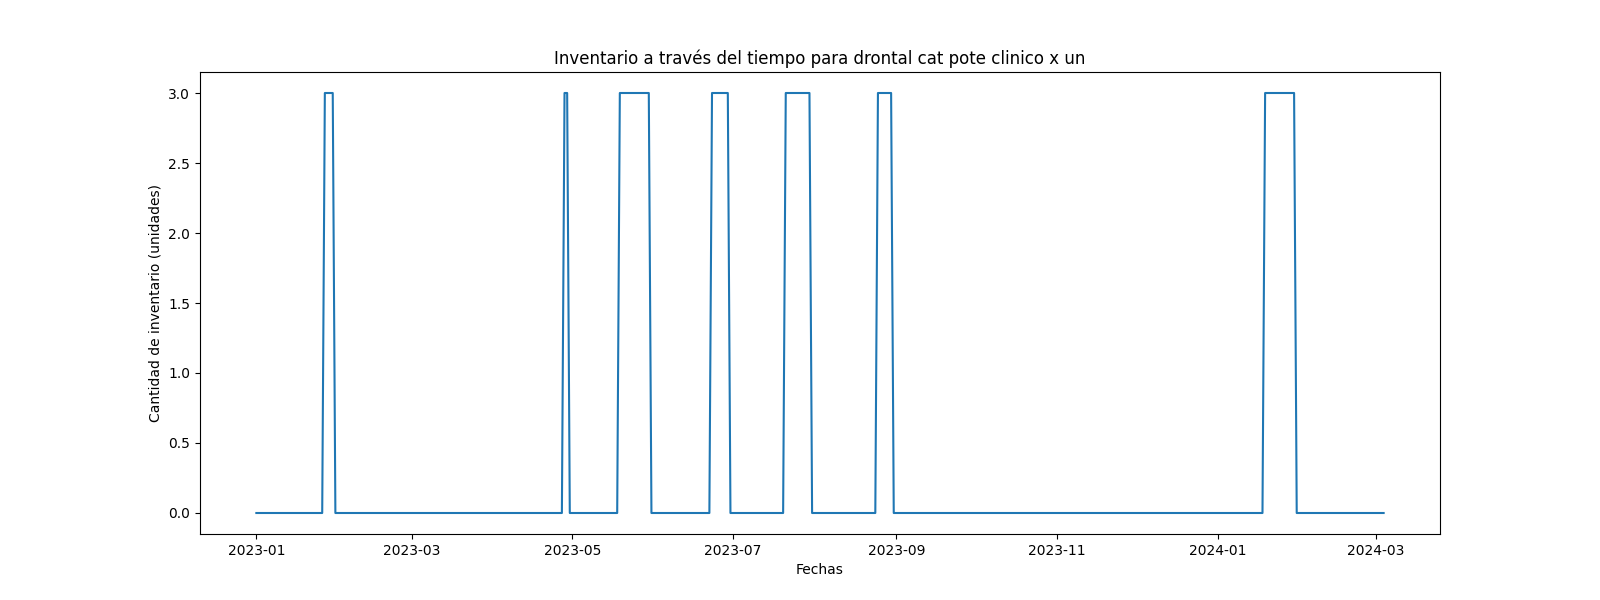 Inventario a través del tiempo para drontal cat pote clinico x un
Cantidad de inventario (unidades)
3.0
2.5
2.0
1.5
1.0
0.5
0.0
2023-01 2023-03 2023-05 2023-07 2023-09 2023-11 2024-01 2024-03
Fechas